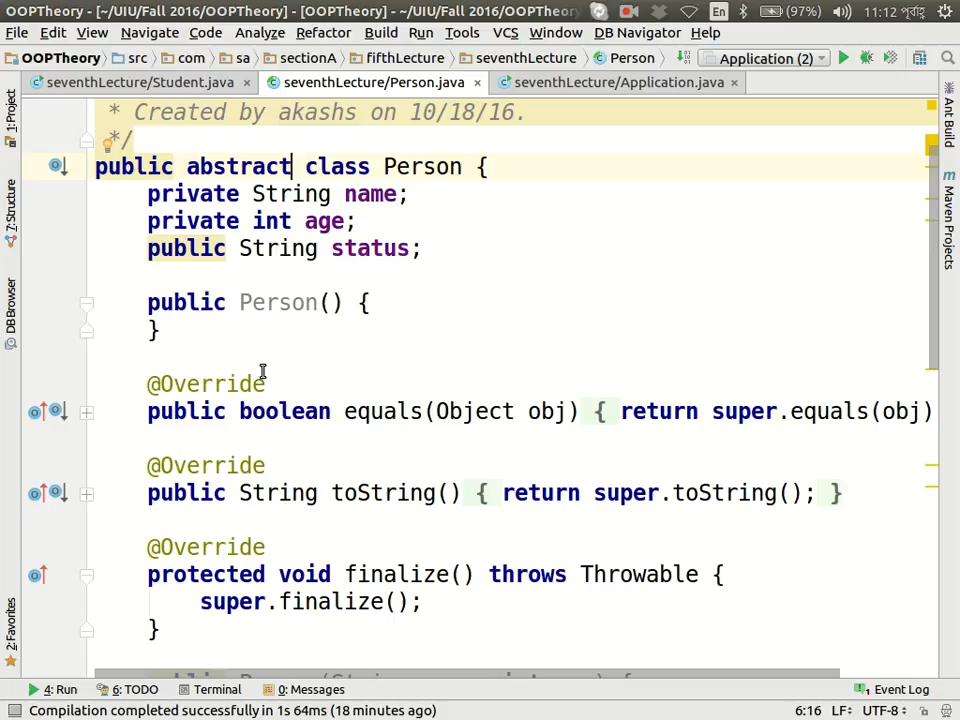 OOPTheory - [~/UIU/Fall 2016/OOPTheory] - [OOPTheory] - ~/UIU/Fall 2016/OOPTheory/src/
En
(97%)
11:12 পূর্বাহ্ণ
File Edit View Navigate Code Analyze Refactor Build Run Tools VCS Window DB Navigator Help
OOPTheory src com sa sectionA fifthLecture seventhLecture Person Application (2)
seventhLecture/Student.java × seventhLecture/Person.java × seventhLecture/Application.java ×
1: Project
7: Structure
DB Browser
2: Favorites
Ant Build
Maven Projects
* Created by akashs on 10/18/16.
*/
public abstract class Person {
private String name;
private int age;
public String status;
public Person() {
}
@Override
public boolean equals(Object obj) { return super.equals(obj)
@Override
public String toString() { return super.toString(); }
@Override
protected void finalize() throws Throwable {
super.finalize();
}
4: Run 6: TODO Terminal 0: Messages 1 Event Log
Compilation completed successfully in 1s 64ms (18 minutes ago) 6:16 LF÷ UTF-8÷